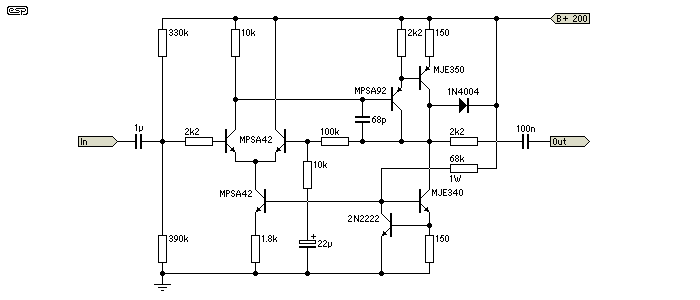 esp
B+ 200
330k
10k
2k2
150
MJE350
MPSA92
1N4004
68p
1µ
2k2
MPSA42
100k
2k2
100n
In
Out
10k
68k
1W
MPSA42
MJE340
2N2222
390k
1.8k
+
22µ
150